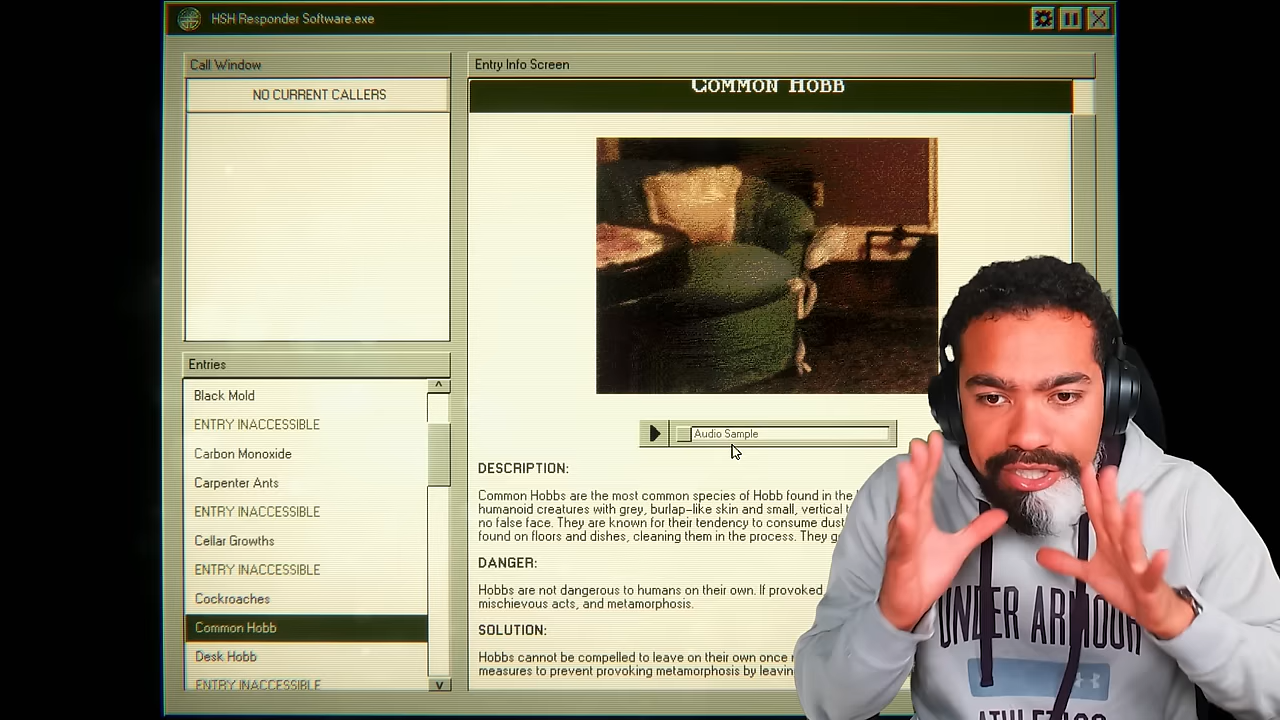 HSH Responder Software.exe
Call Window
NO CURRENT CALLERS
Entries
Black Mold
ENTRY INACCESSIBLE
Carbon Monoxide
Carpenter Ants
ENTRY INACCESSIBLE
Cellar Growths
ENTRY INACCESSIBLE
Cockroaches
Common Hobb
Desk Hobb
ENTRY INACCESSIBLE
Entry Info Screen
COMMON HOBB
Audio Sample
DESCRIPTION:
Common Hobbs are the most common species of Hobb found in the
humanoid creatures with grey, burlap-like skin and small, vertical
no false face. They are known for their tendency to consume dust
found on floors and dishes, cleaning them in the process. They
DANGER:
Hobbs are not dangerous to humans on their own. If provoked
mischievous acts, and metamorphosis.
SOLUTION:
Hobbs cannot be compelled to leave on their own once
measures to prevent provoking metamorphosis by
UNDER ARMOUR